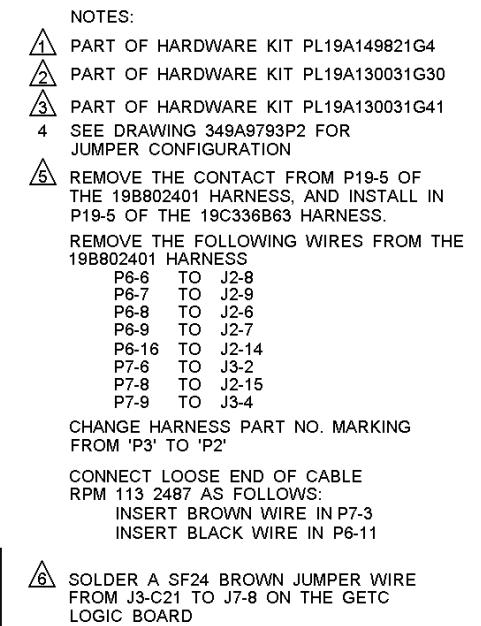 NOTES:
1 PART OF HARDWARE KIT PL19A149821G4
2 PART OF HARDWARE KIT PL19A130031G30
3 PART OF HARDWARE KIT PL19A130031G41
4 SEE DRAWING 349A9793P2 FOR
JUMPER CONFIGURATION
5 REMOVE THE CONTACT FROM P19-5 OF
THE 19B802401 HARNESS, AND INSTALL IN
P19-5 OF THE 19C336B63 HARNESS.
REMOVE THE FOLLOWING WIRES FROM THE
19B802401 HARNESS
P6-6 TO J2-8
P6-7 TO J2-9
P6-8 TO J2-6
P6-9 TO J2-7
P6-16 TO J2-14
P7-6 TO J3-2
P7-8 TO J2-15
P7-9 TO J3-4
CHANGE HARNESS PART NO. MARKING
FROM 'P3' TO 'P2'
CONNECT LOOSE END OF CABLE
RPM 113 2487 AS FOLLOWS:
INSERT BROWN WIRE IN P7-3
INSERT BLACK WIRE IN P6-11
6 SOLDER A SF24 BROWN JUMPER WIRE
FROM J3-C21 TO J7-8 ON THE GETC
LOGIC BOARD